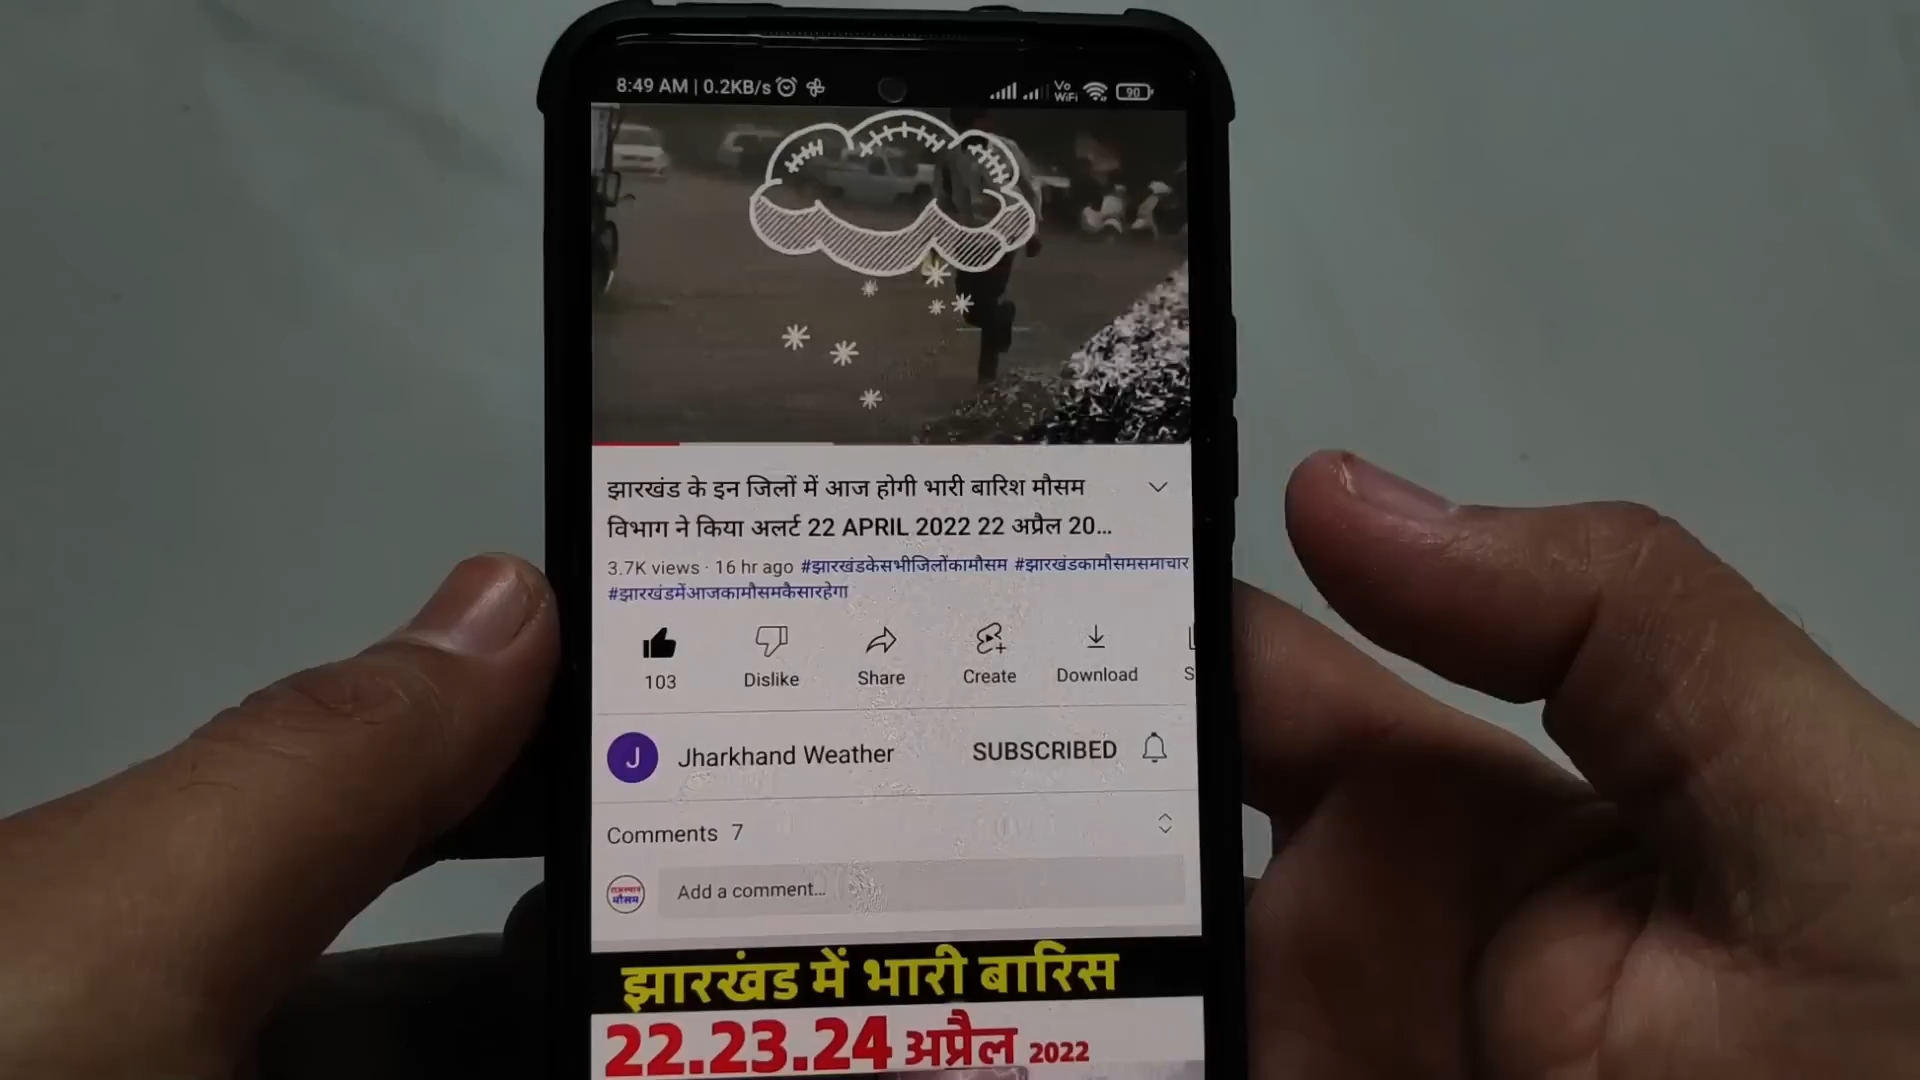 8:49 AM | 0.2KB/s
Vo
WiFi
90
झारखंड के इन जिलों में आज होगी भारी बारिश मौसम
विभाग ने किया अलर्ट 22 APRIL 2022 22 अप्रैल 20...
3.7K views · 16 hr ago #झारखंडकेसभीजिलोंकामौसम #झारखंडकामौसमसमाचार
#झारखंडमेंआजकामौसमकैसारहेगा
103 Dislike Share Create Download S
J Jharkhand Weather SUBSCRIBED
Comments 7
राजस्थान
मौसम
Add a comment...
झारखंड में भारी बारिस
22.23.24 अप्रैल 2022